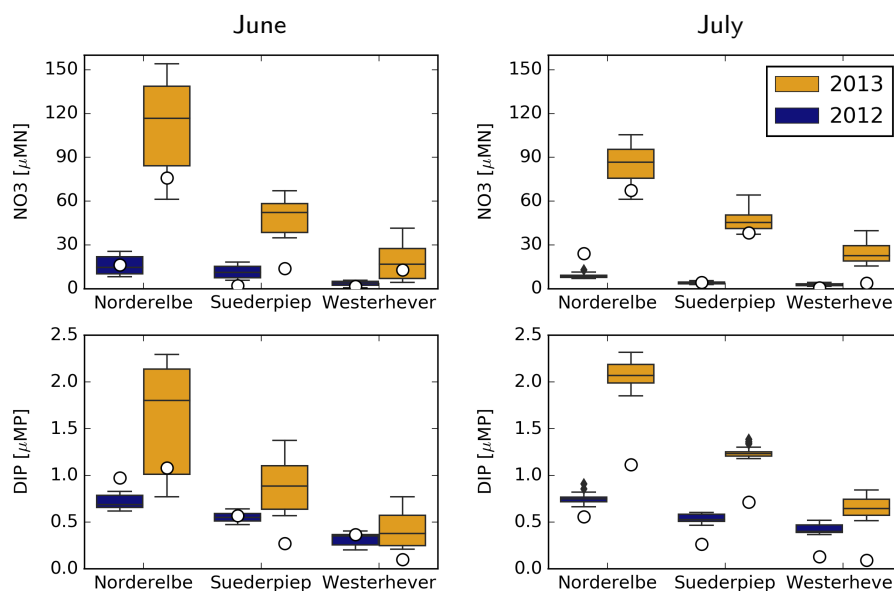 June
July
150
120
90
60
30
0
NO3 [μMN]
Norderelbe Suederpiep Westerhever
150
120
90
60
30
0
NO3 [μMN]
2013
2012
Norderelbe Suederpiep Westerheve
2.5
2.0
1.5
1.0
0.5
0.0
DIP [μMP]
Norderelbe Suederpiep Westerhever
2.5
2.0
1.5
1.0
0.5
0.0
DIP [μMP]
Norderelbe Suederpiep Westerheve